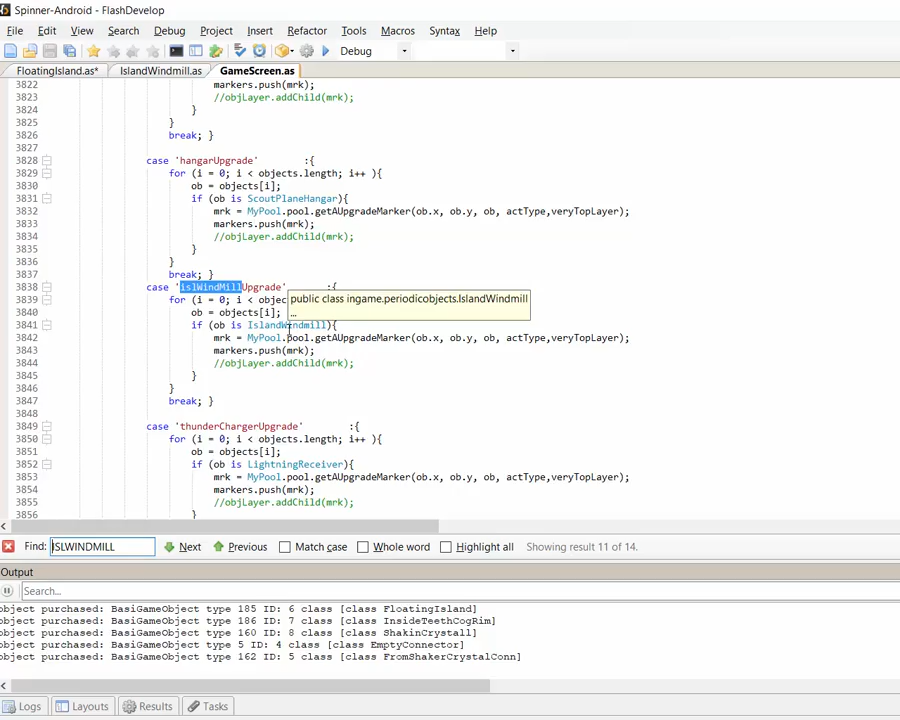 Spinner-Android - FlashDevelop
File Edit View Search Debug Project Insert Refactor Tools Macros Syntax Help
Debug
FloatingIsland.as* IslandWindmill.as GameScreen.as
3822 markers.push(mrk);
3823 //objLayer.addChild(mrk);
3824 }
3825 }
3826 break; }
3827
3828 case 'hangarUpgrade' :{
3829 for (i = 0; i < objects.length; i++ ){
3830 ob = objects[i];
3831 if (ob is ScoutPlaneHangar){
3832 mrk = MyPool.pool.getAUpgradeMarker(ob.x, ob.y, ob, actType,veryTopLayer);
3833 markers.push(mrk);
3834 //objLayer.addChild(mrk);
3835 }
3836 }
3837 break; }
3838 case 'islWindMillUpgrade' :{
3839 for (i = 0; i < objec
public class ingame.periodicobjects.IslandWindmill
...
3840 ob = objects[i];
3841 if (ob is IslandWindmill){
3842 mrk = MyPool.pool.getAUpgradeMarker(ob.x, ob.y, ob, actType,veryTopLayer);
3843 markers.push(mrk);
3844 //objLayer.addChild(mrk);
3845 }
3846 }
3847 break; }
3848
3849 case 'thunderChargerUpgrade' :{
3850 for (i = 0; i < objects.length; i++ ){
3851 ob = objects[i];
3852 if (ob is LightningReceiver){
3853 mrk = MyPool.pool.getAUpgradeMarker(ob.x, ob.y, ob, actType,veryTopLayer);
3854 markers.push(mrk);
3855 //objLayer.addChild(mrk);
3856 }
Find: ISLWINDMILL Next Previous Match case Whole word Highlight all Showing result 11 of 14.
Output
Search...
object purchased: BasiGameObject type 185 ID: 6 class [class FloatingIsland]
object purchased: BasiGameObject type 186 ID: 7 class [class InsideTeethCogRim]
object purchased: BasiGameObject type 160 ID: 8 class [class ShakinCrystall]
object purchased: BasiGameObject type 5 ID: 4 class [class EmptyConnector]
object purchased: BasiGameObject type 162 ID: 5 class [class FromShakerCrystalConn]
Logs Layouts Results Tasks